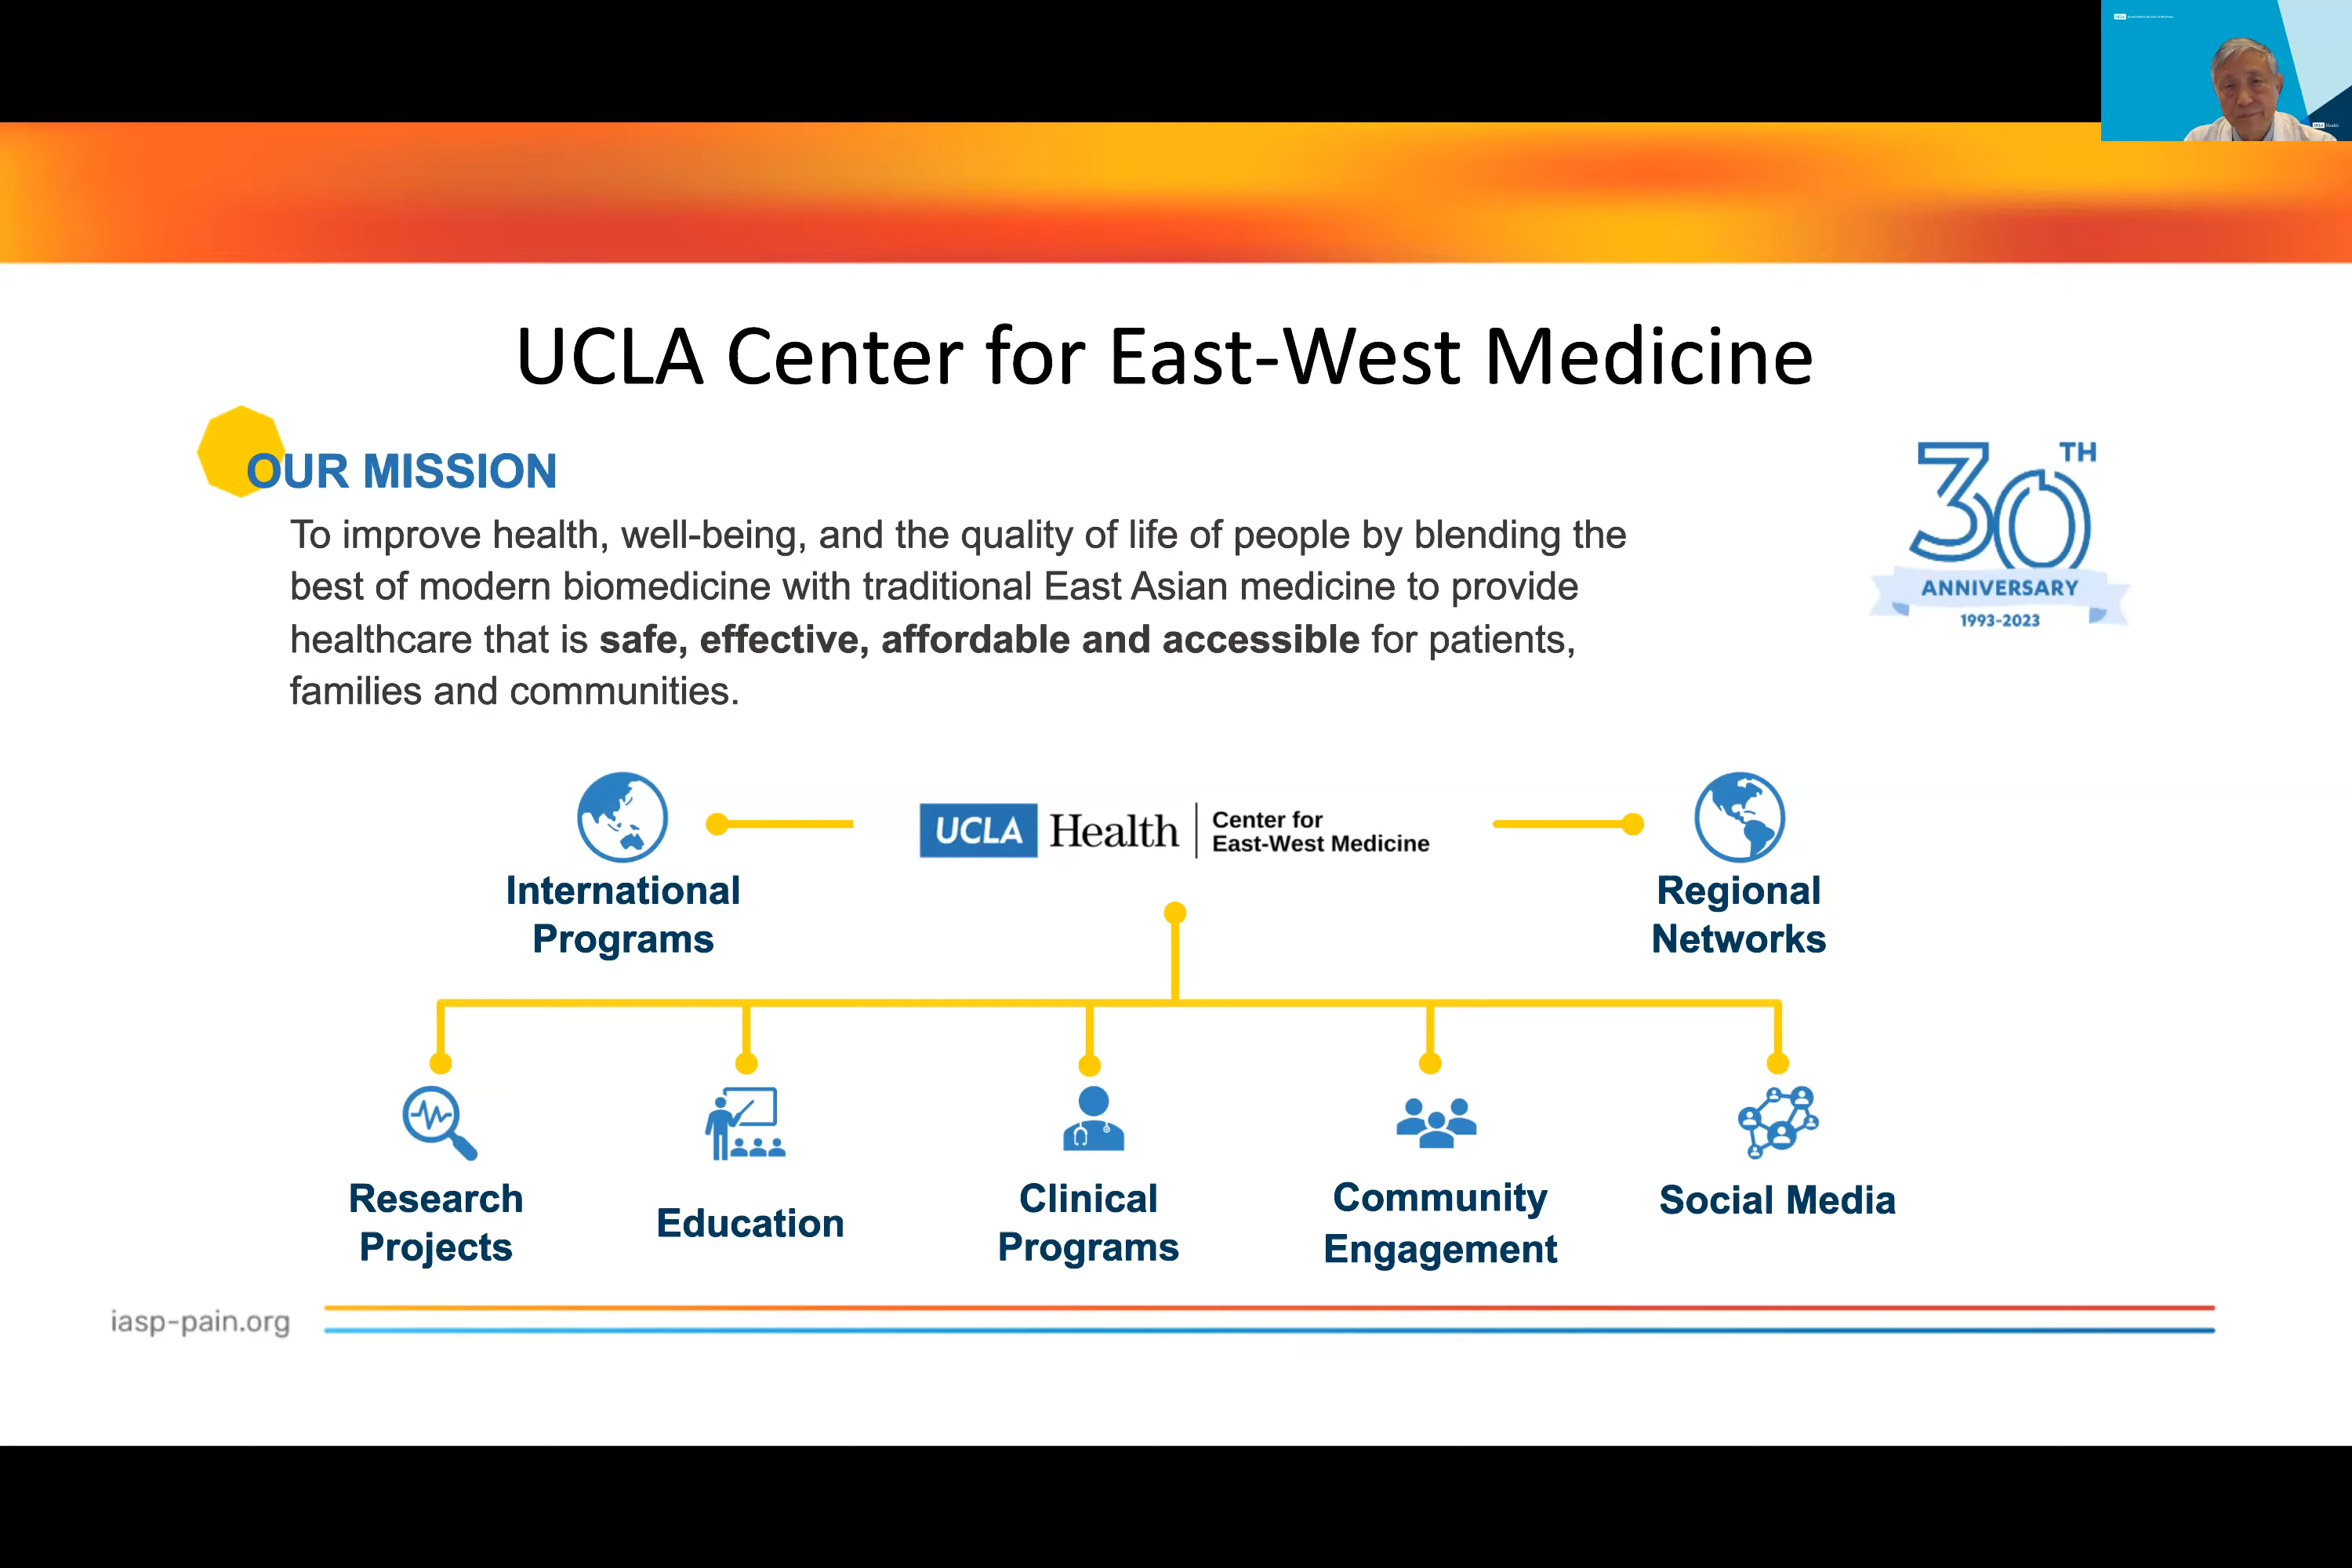 UCLA
UCLA Health
UCLA Center for East-West Medicine
OUR MISSION
To improve health, well-being, and the quality of life of people by blending the
best of modern biomedicine with traditional East Asian medicine to provide
healthcare that is safe, effective, affordable and accessible for patients,
families and communities.
30TH
ANNIVERSARY
1993-2023
International
Programs
UCLA Health
Center for
East-West Medicine
Regional
Networks
Research
Projects
Education
Clinical
Programs
Community
Engagement
Social Media
iasp-pain.org